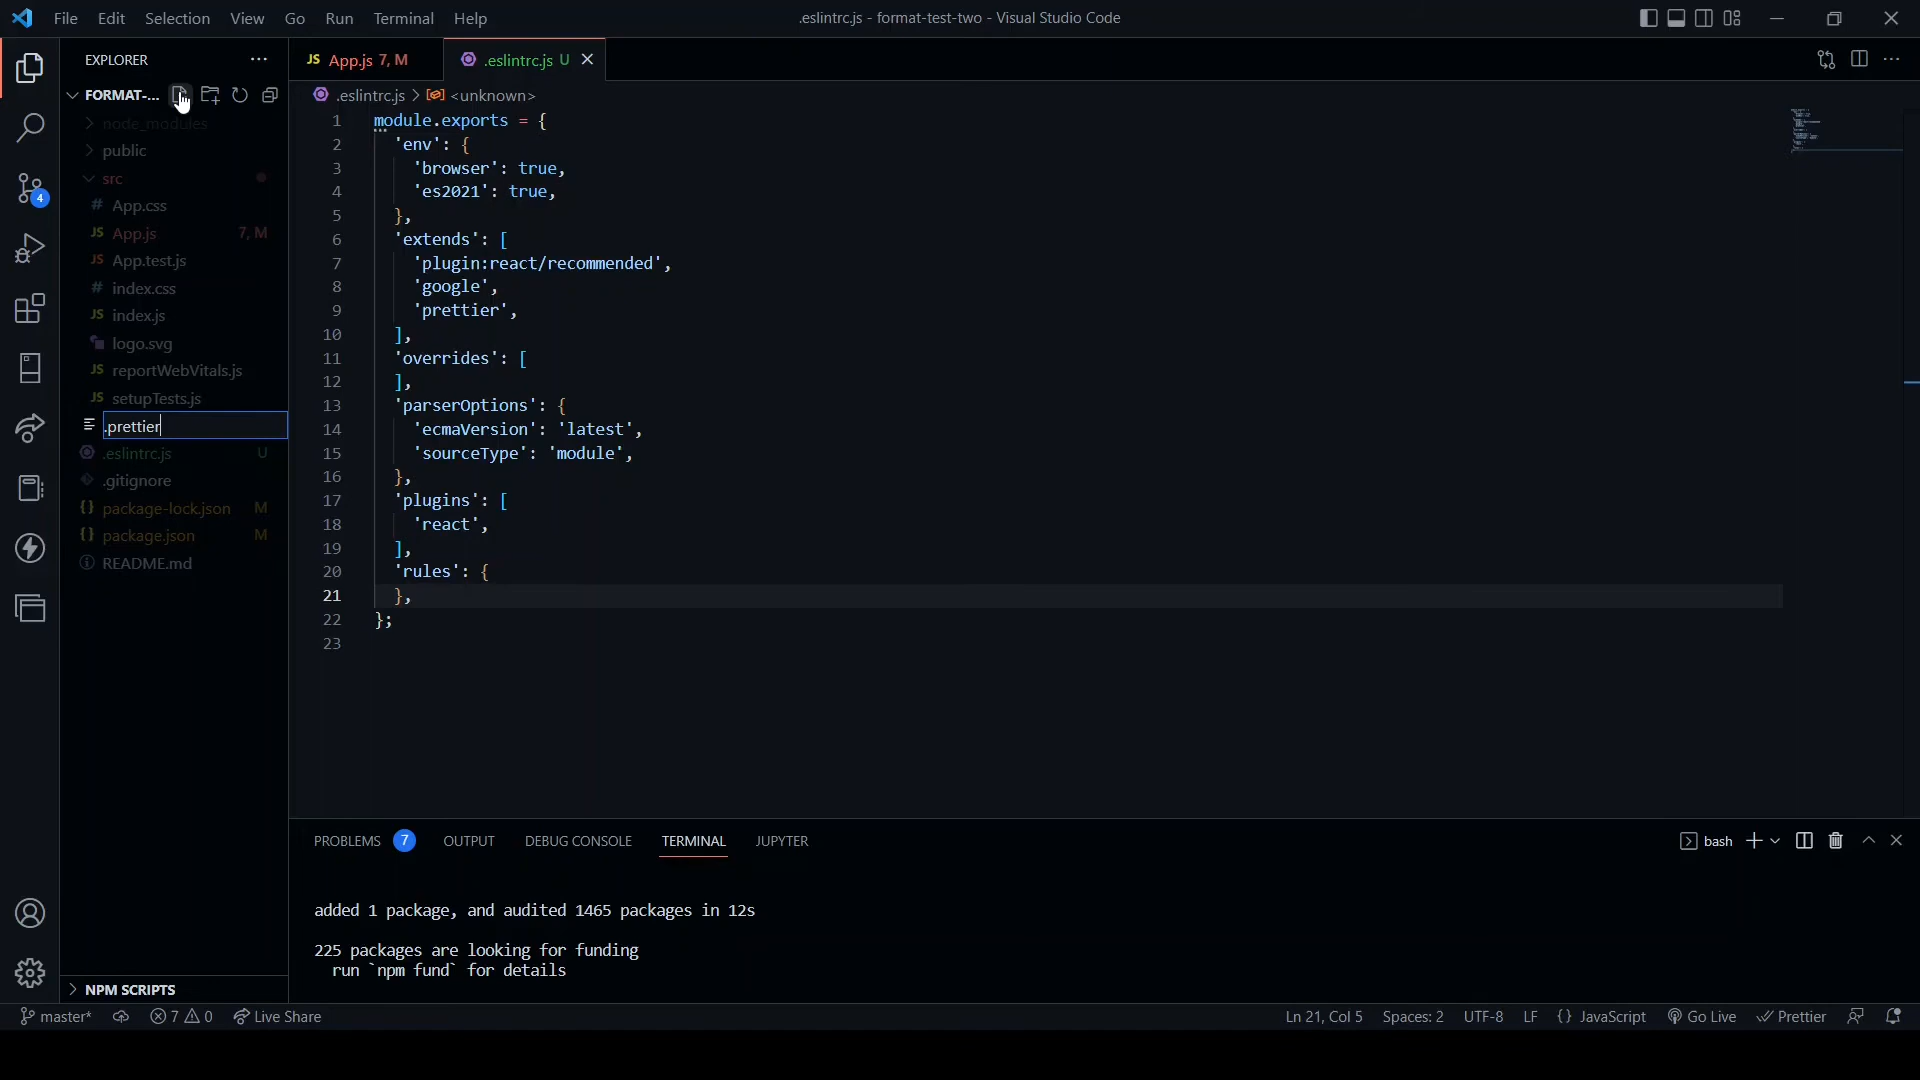 File Edit Selection View Go Run Terminal Help
.eslintrc.js - format-test-two - Visual Studio Code
EXPLORER
FORMAT-...
node_modules
public
src
# App.css
JS App.js 7, M
JS App.test.js
# index.css
JS index.js
logo.svg
JS reportWebVitals.js
JS setupTests.js
.prettier
.eslintrc.js U
.gitignore
{} package-lock.json M
{} package.json M
README.md
NPM SCRIPTS
4
JS App.js 7, M
.eslintrc.js U
.eslintrc.js > <unknown>
1 module.exports = {
2 'env': {
3 'browser': true,
4 'es2021': true,
5 },
6 'extends': [
7 'plugin:react/recommended',
8 'google',
9 'prettier',
10 ],
11 'overrides': [
12 ],
13 'parserOptions': {
14 'ecmaVersion': 'latest',
15 'sourceType': 'module',
16 },
17 'plugins': [
18 'react',
19 ],
20 'rules': {
21 },
22 };
23
PROBLEMS 7 OUTPUT DEBUG CONSOLE TERMINAL JUPYTER
bash
added 1 package, and audited 1465 packages in 12s
225 packages are looking for funding
run `npm fund` for details
master* 7 0 Live Share
Ln 21, Col 5 Spaces: 2 UTF-8 LF {} JavaScript Go Live Prettier